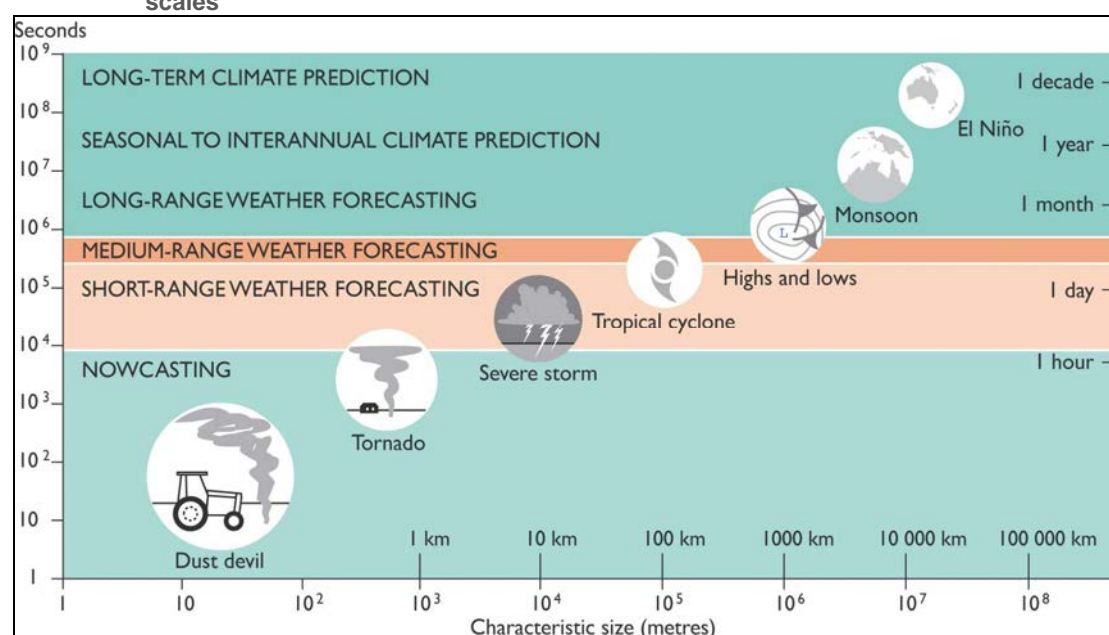 scales
Seconds
10⁹
LONG-TERM CLIMATE PREDICTION
1 decade
10⁸
El Niño
SEASONAL TO INTERANNUAL CLIMATE PREDICTION
1 year
10⁷
LONG-RANGE WEATHER FORECASTING
1 month
Monsoon
10⁶
L
MEDIUM-RANGE WEATHER FORECASTING
Highs and lows
10⁵
SHORT-RANGE WEATHER FORECASTING
1 day
Tropical cyclone
10⁴
NOWCASTING
1 hour
Severe storm
10³
Tornado
10²
10
1 km 10 km 100 km 1000 km 10 000 km 100 000 km
Dust devil
1
1 10 10² 10³ 10⁴ 10⁵ 10⁶ 10⁷ 10⁸
Characteristic size (metres)